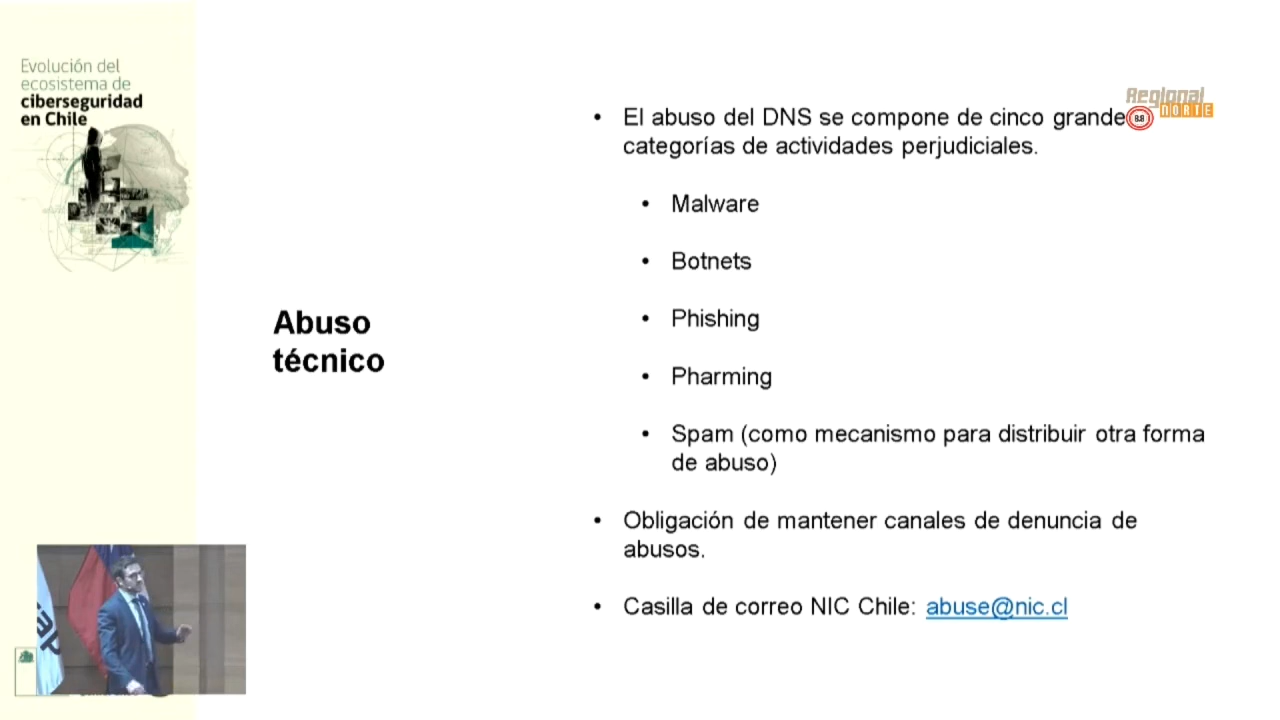 Evolución del
ecosistema de
ciberseguridad
en Chile
Regional
NORTE
8.8
Abuso
técnico
• El abuso del DNS se compone de cinco grande
categorías de actividades perjudiciales.
• Malware
• Botnets
• Phishing
• Pharming
• Spam (como mecanismo para distribuir otra forma
de abuso)
• Obligación de mantener canales de denuncia de
abusos.
• Casilla de correo NIC Chile: abuse@nic.cl